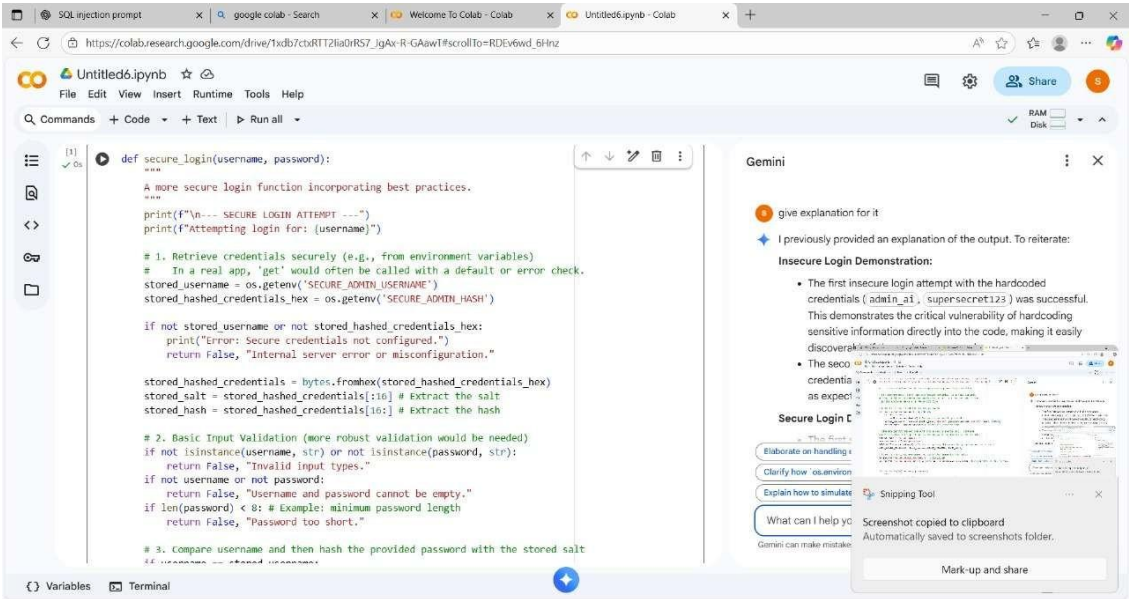 SQL injection prompt
google colab - Search
Welcome To Colab - Colab
Untitled6.ipynb - Colab
https://colab.research.google.com/drive/1xdb7ctxRTT2Iia0rRS7_JgAx-R-GAawT#scrollTo=RDEv6wd_6Hnz
Untitled6.ipynb
File Edit View Insert Runtime Tools Help
Share
S
Commands + Code + Text Run all
RAM
Disk
[1]
0s
def secure_login(username, password):
"""
A more secure login function incorporating best practices.
"""
print(f"\n--- SECURE LOGIN ATTEMPT ---")
print(f"Attempting login for: {username}")
# 1. Retrieve credentials securely (e.g., from environment variables)
# In a real app, 'get' would often be called with a default or error check.
stored_username = os.getenv('SECURE_ADMIN_USERNAME')
stored_hashed_credentials_hex = os.getenv('SECURE_ADMIN_HASH')
if not stored_username or not stored_hashed_credentials_hex:
print("Error: Secure credentials not configured.")
return False, "Internal server error or misconfiguration."
stored_hashed_credentials = bytes.fromhex(stored_hashed_credentials_hex)
stored_salt = stored_hashed_credentials[:16] # Extract the salt
stored_hash = stored_hashed_credentials[16:] # Extract the hash
# 2. Basic Input Validation (more robust validation would be needed)
if not isinstance(username, str) or not isinstance(password, str):
return False, "Invalid input types."
if not username or not password:
return False, "Username and password cannot be empty."
if len(password) < 8: # Example: minimum password length
return False, "Password too short."
# 3. Compare username and then hash the provided password with the stored salt
if username == stored_username:
Gemini
S
give explanation for it
I previously provided an explanation of the output. To reiterate:
Insecure Login Demonstration:
• The first insecure login attempt with the hardcoded
credentials ( admin_ai , supersecret123 ) was successful.
This demonstrates the critical vulnerability of hardcoding
sensitive information directly into the code, making it easily
• The seco
credentia
as expect
Secure Login D
• The first
Elaborate on handling
Clarify how `os.environ
Explain how to simulate
What can I help yo
Gemini can make mistake
Snipping Tool
Screenshot copied to clipboard
Automatically saved to screenshots folder.
Mark-up and share
Variables
Terminal